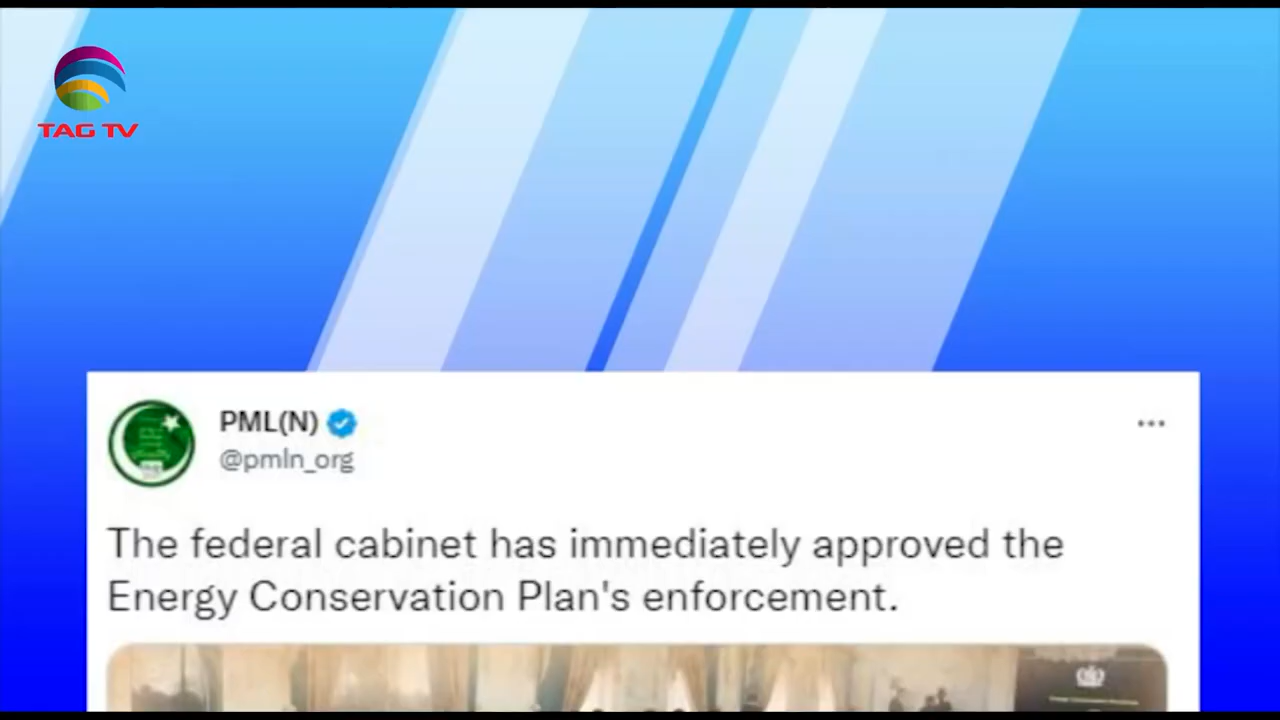 TAG TV
PML(N)
@pmln_org
The federal cabinet has immediately approved the
Energy Conservation Plan's enforcement.